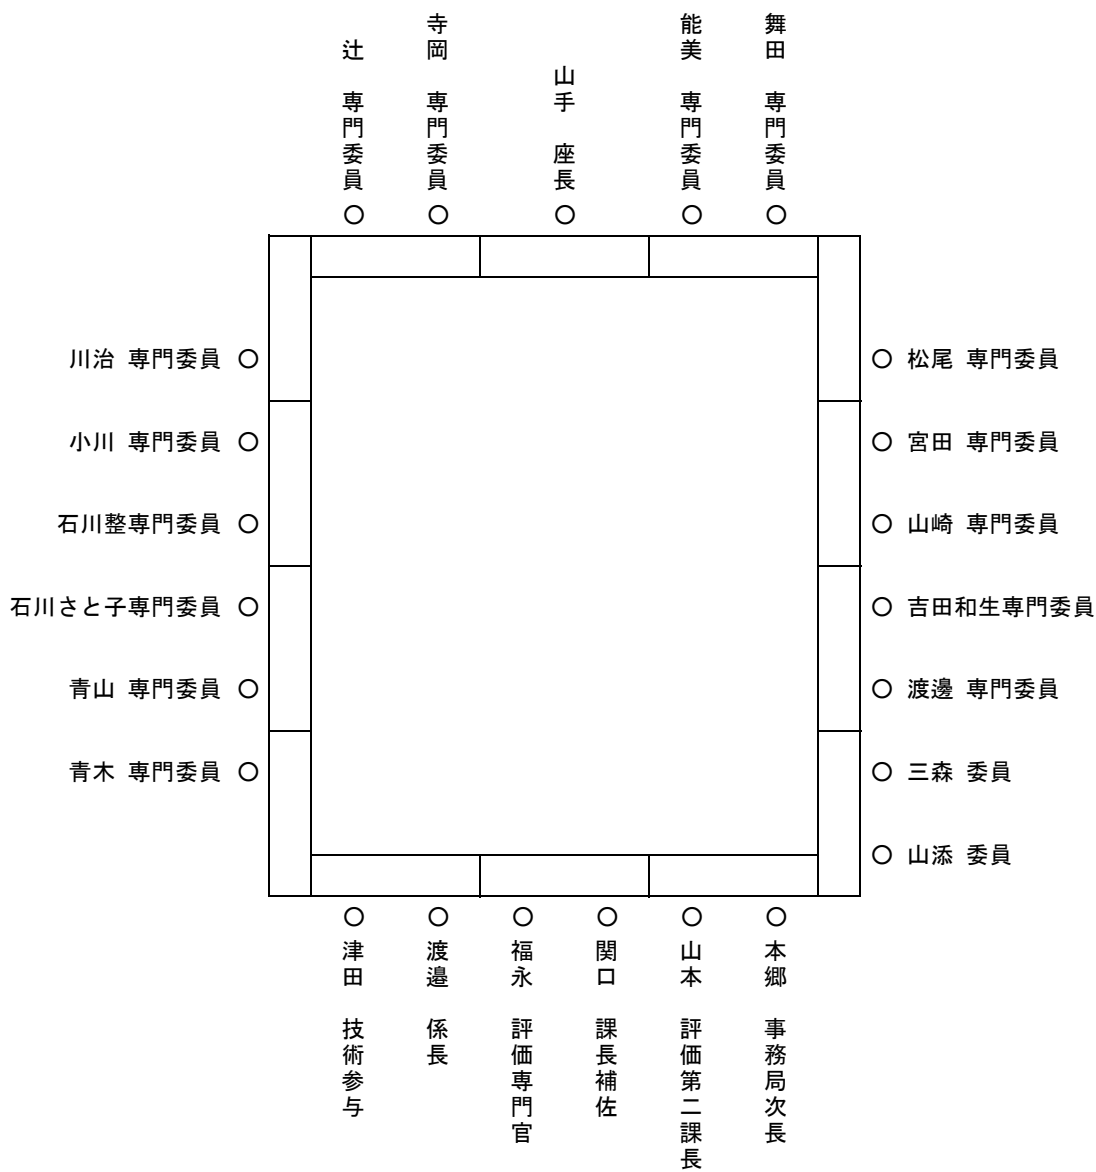 辻 専門委員
寺岡 専門委員
山手 座長
能美 専門委員
舞田 専門委員
川治 専門委員
小川 専門委員
石川整専門委員
石川さと子専門委員
青山 専門委員
青木 専門委員
松尾 専門委員
宮田 専門委員
山崎 専門委員
吉田和生専門委員
渡邊 専門委員
三森 委員
山添 委員
津田 技術参与
渡邉 係長
福永 評価専門官
関口 課長補佐
山本 評価第二課長
本郷 事務局次長